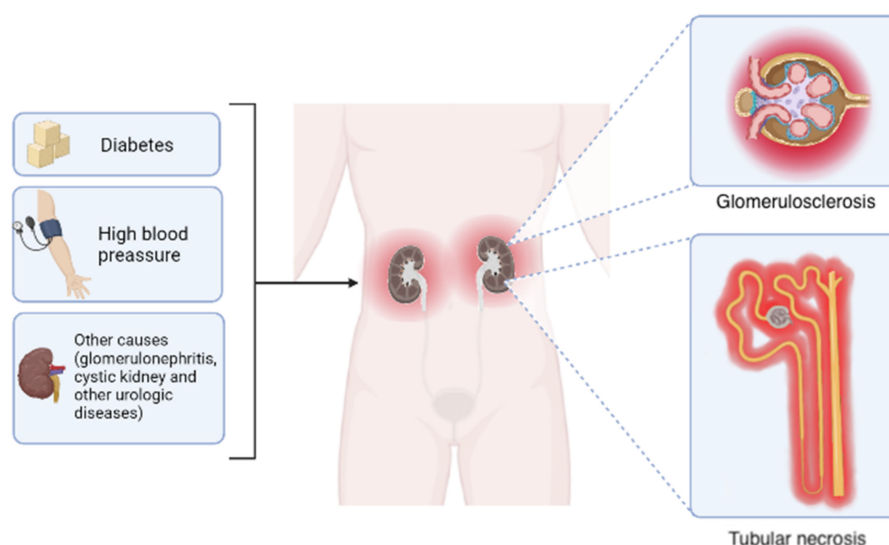 Diabetes
High blood
preassure
Other causes
(glomerulonephritis,
cystic kidney and
other urologic
diseases)
Glomerulosclerosis
Tubular necrosis